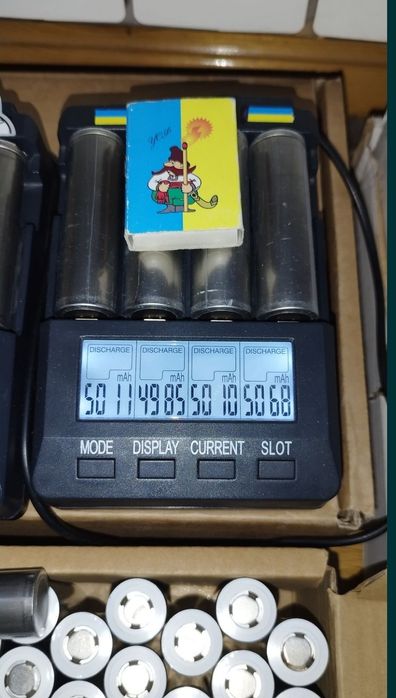 DISCHARGE DISCHARGE DISCHARGE DISCHARGE
mAh mAh mAh mAh
5011 4985 5010 5068
MODE DISPLAY CURRENT SLOT